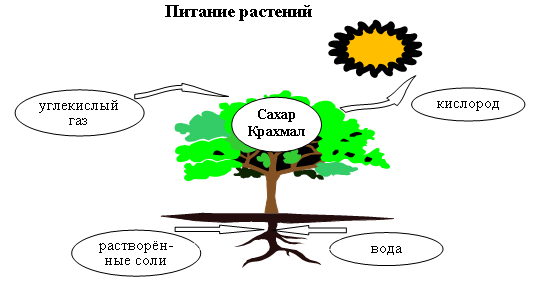 Питание растений
углекислый
газ
Сахар
Крахмал
кислород
растворён-
ные соли
вода